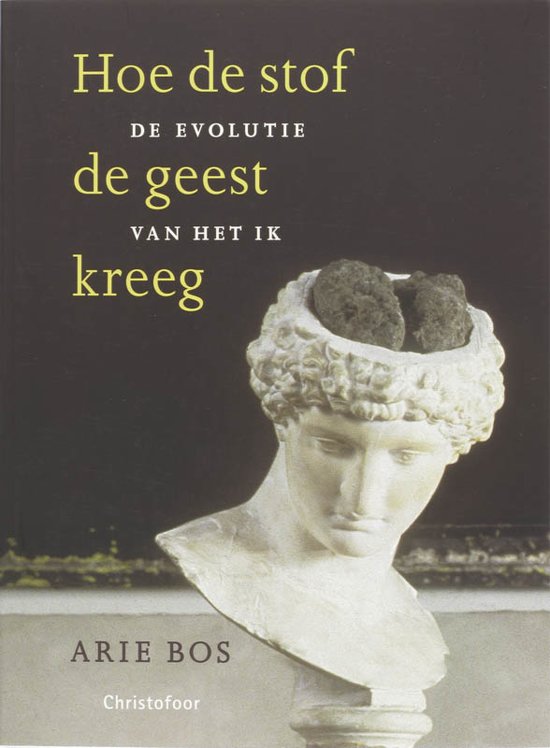 Hoe de stof
DE EVOLUTIE
de geest
VAN HET IK
kreeg
ARIE BOS
Christofoor